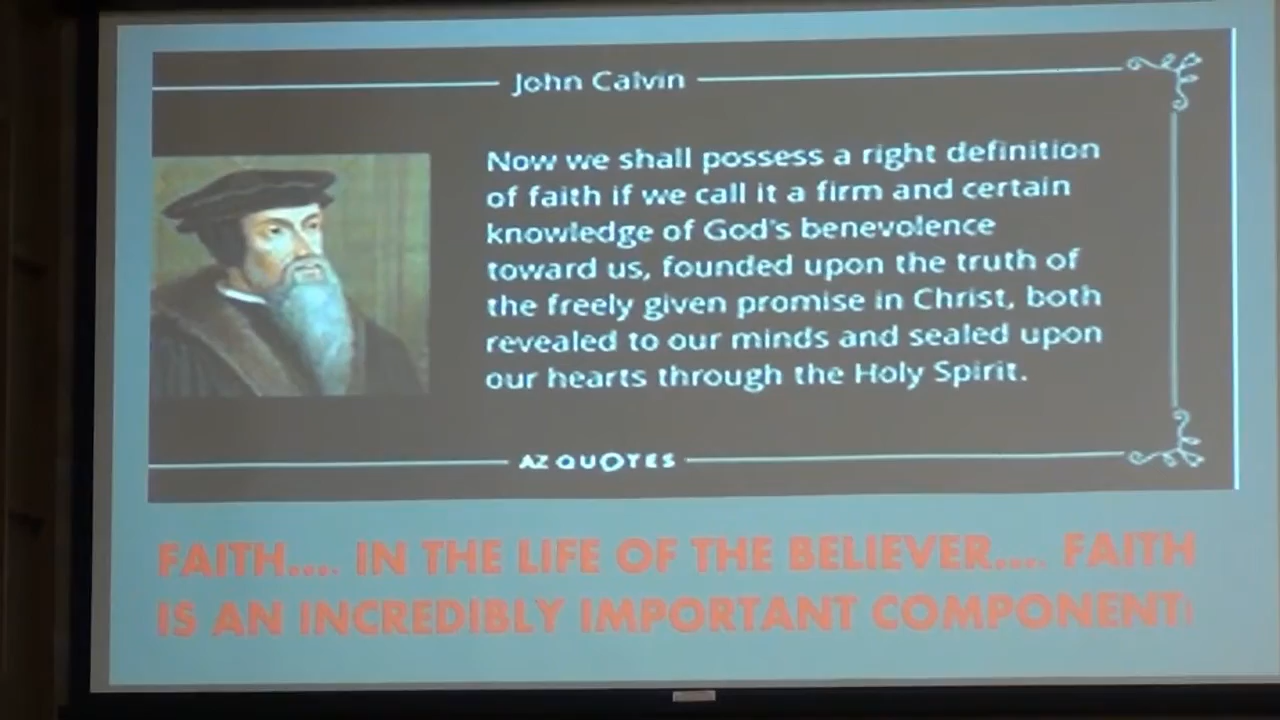 John Calvin
Now we shall possess a right definition
of faith if we call it a firm and certain
knowledge of God's benevolence
toward us, founded upon the truth of
the freely given promise in Christ, both
revealed to our minds and sealed upon
our hearts through the Holy Spirit.
AZ QUOTES
FAITH.... IN THE LIFE OF THE BELIEVER.... FAITH
IS AN INCREDIBLY IMPORTANT COMPONENT!